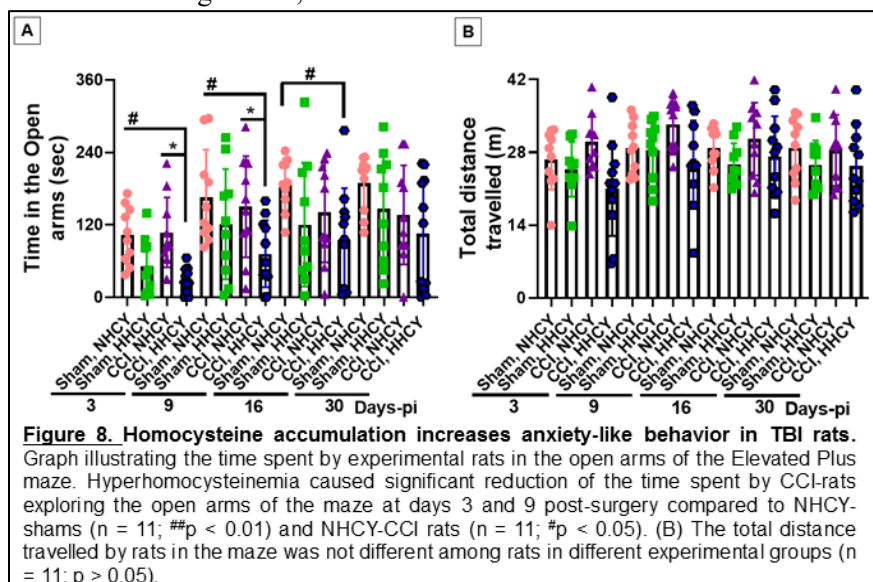 A
B
#
#
#
*
*
360
240
120
0
Time in the Open
arms (sec)
42
28
14
0
Total distance
travelled (m)
Sham, NHCY
Sham, HHCY
CCI, NHCY
CCI, HHCY
Sham, NHCY
Sham, HHCY
CCI, NHCY
CCI, HHCY
Sham, NHCY
Sham, HHCY
CCI, NHCY
CCI, HHCY
Sham, NHCY
Sham, HHCY
CCI, NHCY
CCI, HHCY
3 9 16 30 Days-pi
Sham, NHCY
Sham, HHCY
CCI, NHCY
CCI, HHCY
Sham, NHCY
Sham, HHCY
CCI, NHCY
CCI, HHCY
Sham, NHCY
Sham, HHCY
CCI, NHCY
CCI, HHCY
Sham, NHCY
Sham, HHCY
CCI, NHCY
CCI, HHCY
3 9 16 30 Days-pi
Figure 8. Homocysteine accumulation increases anxiety-like behavior in TBI rats.
Graph illustrating the time spent by experimental rats in the open arms of the Elevated Plus
maze. Hyperhomocysteinemia caused significant reduction of the time spent by CCI-rats
exploring the open arms of the maze at days 3 and 9 post-surgery compared to NHCY-
shams (n = 11; ##p < 0.01) and NHCY-CCI rats (n = 11; #p < 0.05). (B) The total distance
travelled by rats in the maze was not different among rats in different experimental groups (n
= 11; p > 0.05).